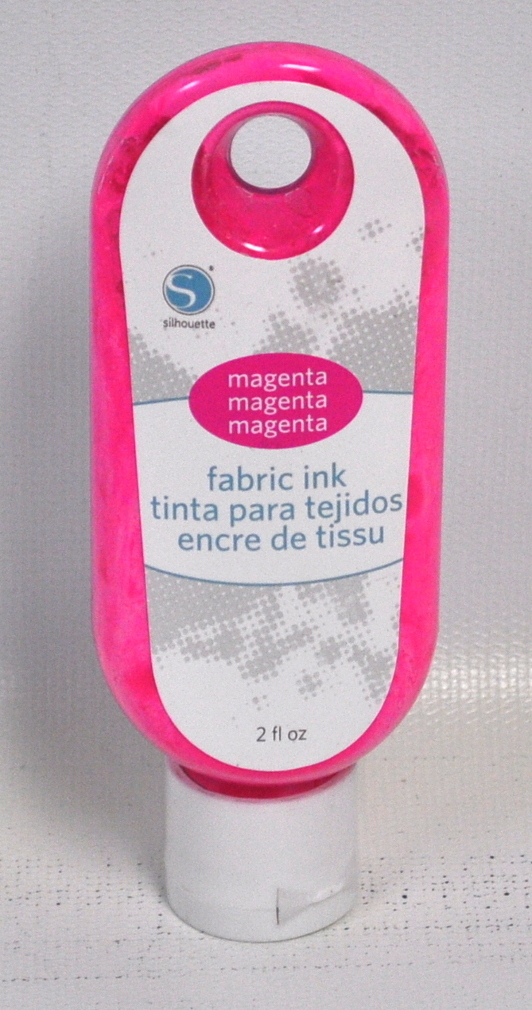 S
silhouette
magenta
magenta
magenta
fabric ink
tinta para tejidos
encre de tissu
2 fl oz